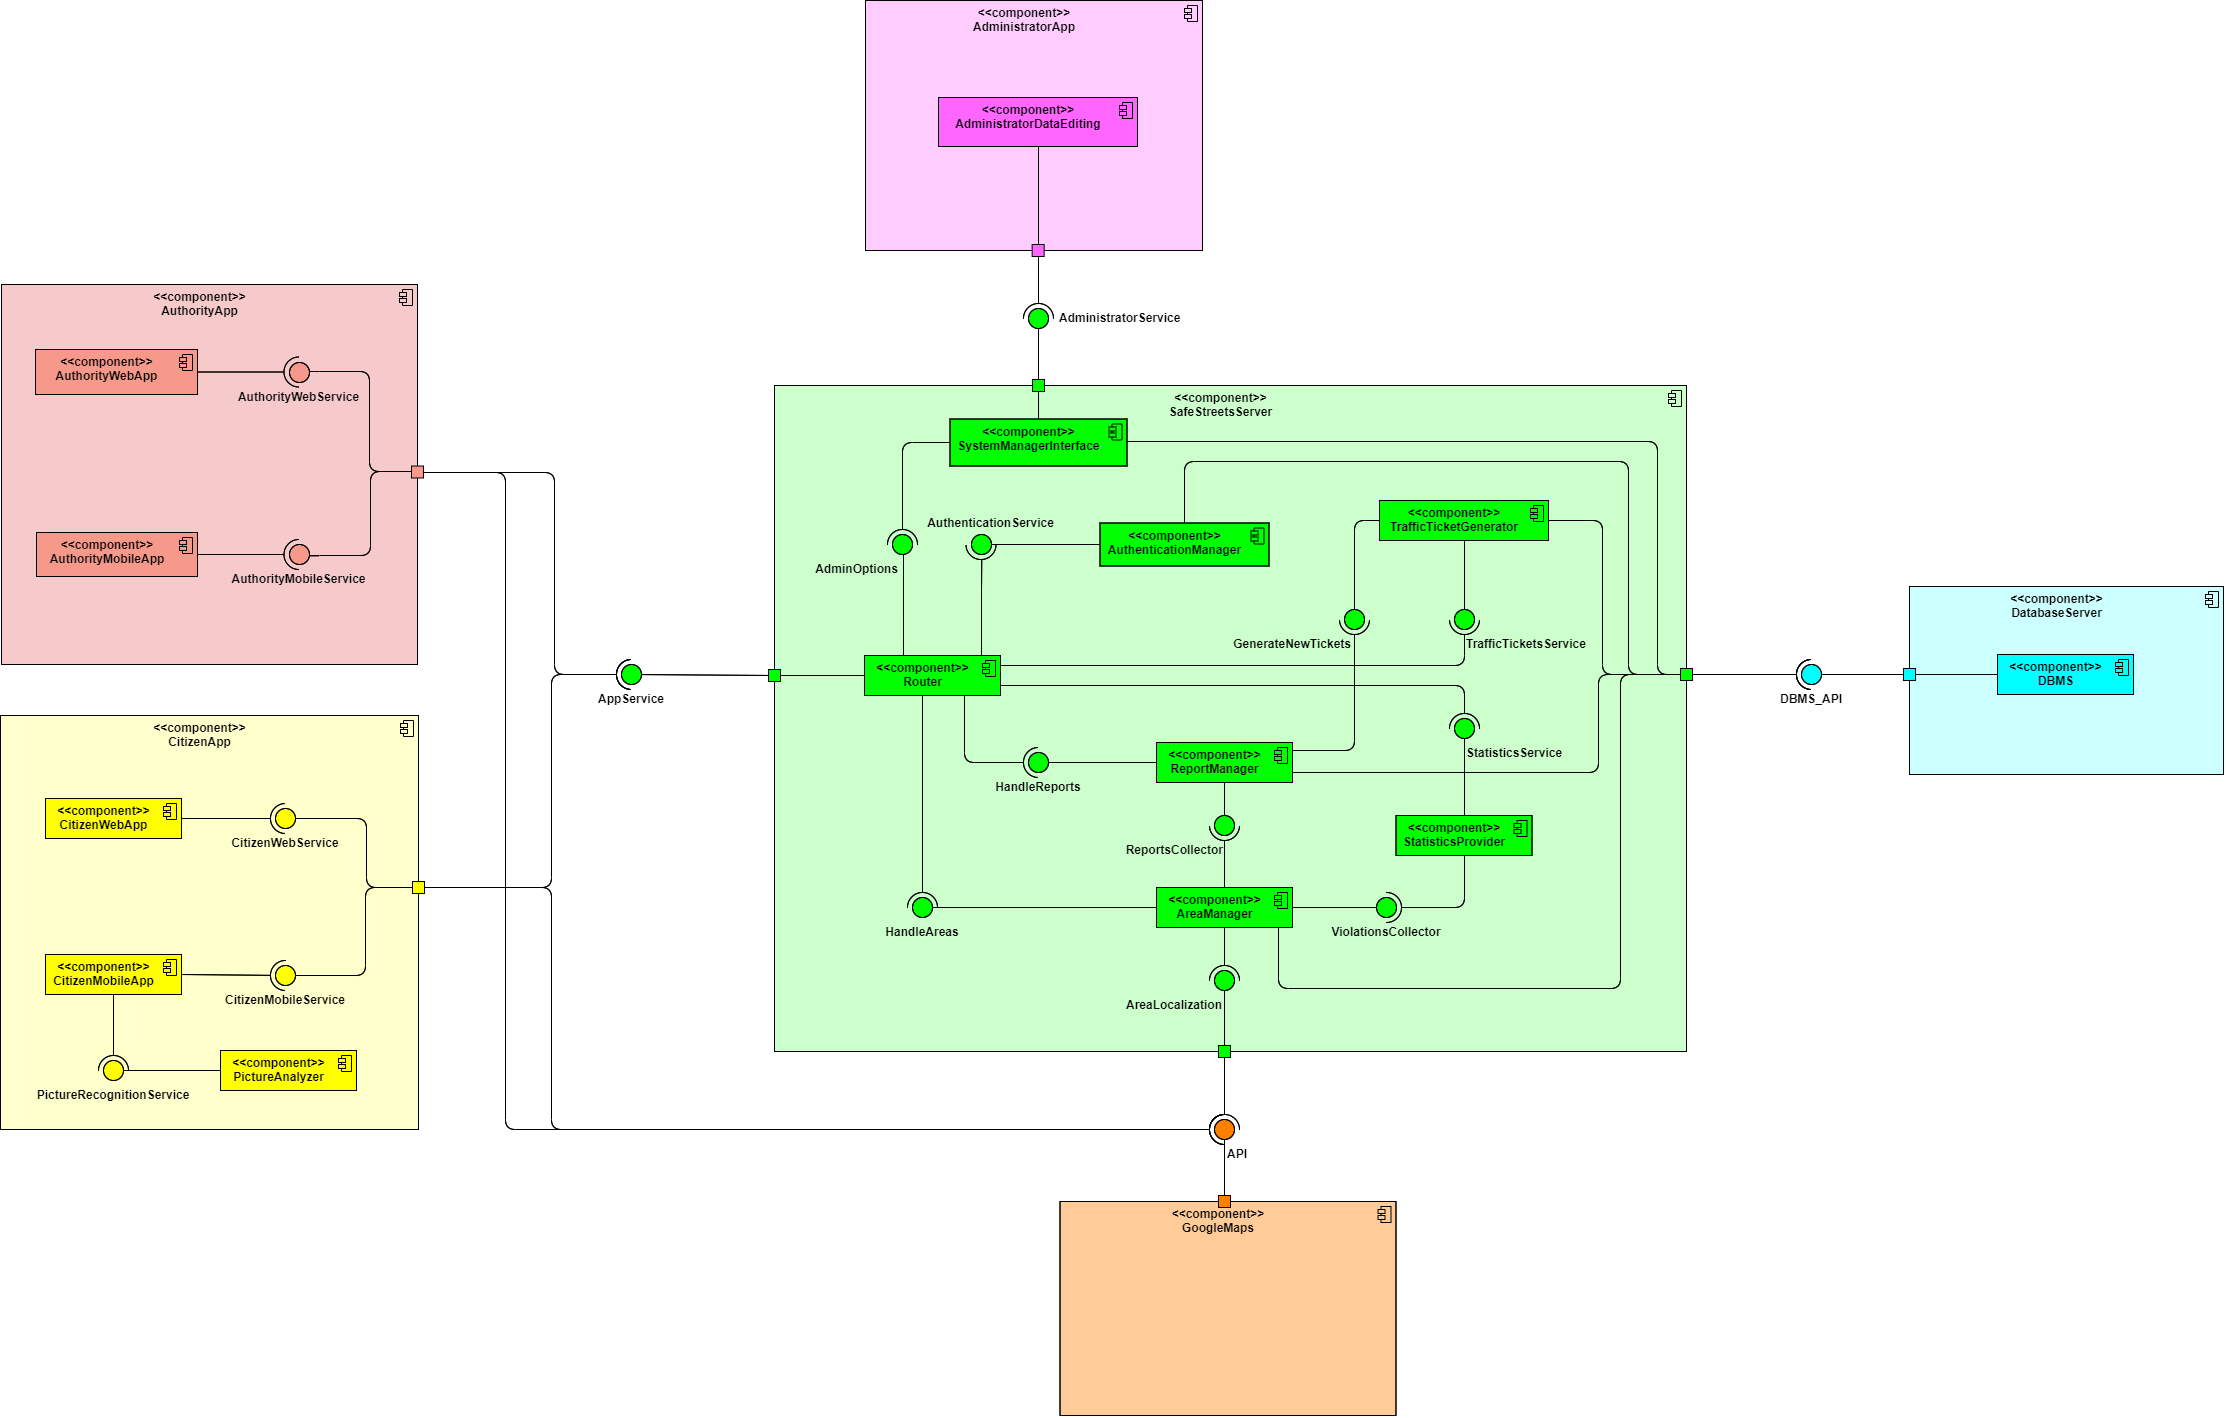 <<component>>
AdministratorApp
<<component>>
AdministratorDataEditing
AdministratorService
<<component>>
AuthorityApp
<<component>>
AuthorityWebApp
AuthorityWebService
<<component>>
AuthorityMobileApp
AuthorityMobileService
<<component>>
CitizenApp
<<component>>
CitizenWebApp
CitizenWebService
<<component>>
CitizenMobileApp
CitizenMobileService
<<component>>
PictureAnalyzer
PictureRecognitionService
AppService
<<component>>
SafeStreetsServer
<<component>>
SystemManagerInterface
AdminOptions
AuthenticationService
<<component>>
AuthenticationManager
<<component>>
TrafficTicketGenerator
GenerateNewTickets
TrafficTicketsService
<<component>>
Router
HandleReports
<<component>>
ReportManager
StatisticsService
ReportsCollector
<<component>>
StatisticsProvider
HandleAreas
<<component>>
AreaManager
ViolationsCollector
AreaLocalization
DBMS_API
<<component>>
DatabaseServer
<<component>>
DBMS
API
<<component>>
GoogleMaps